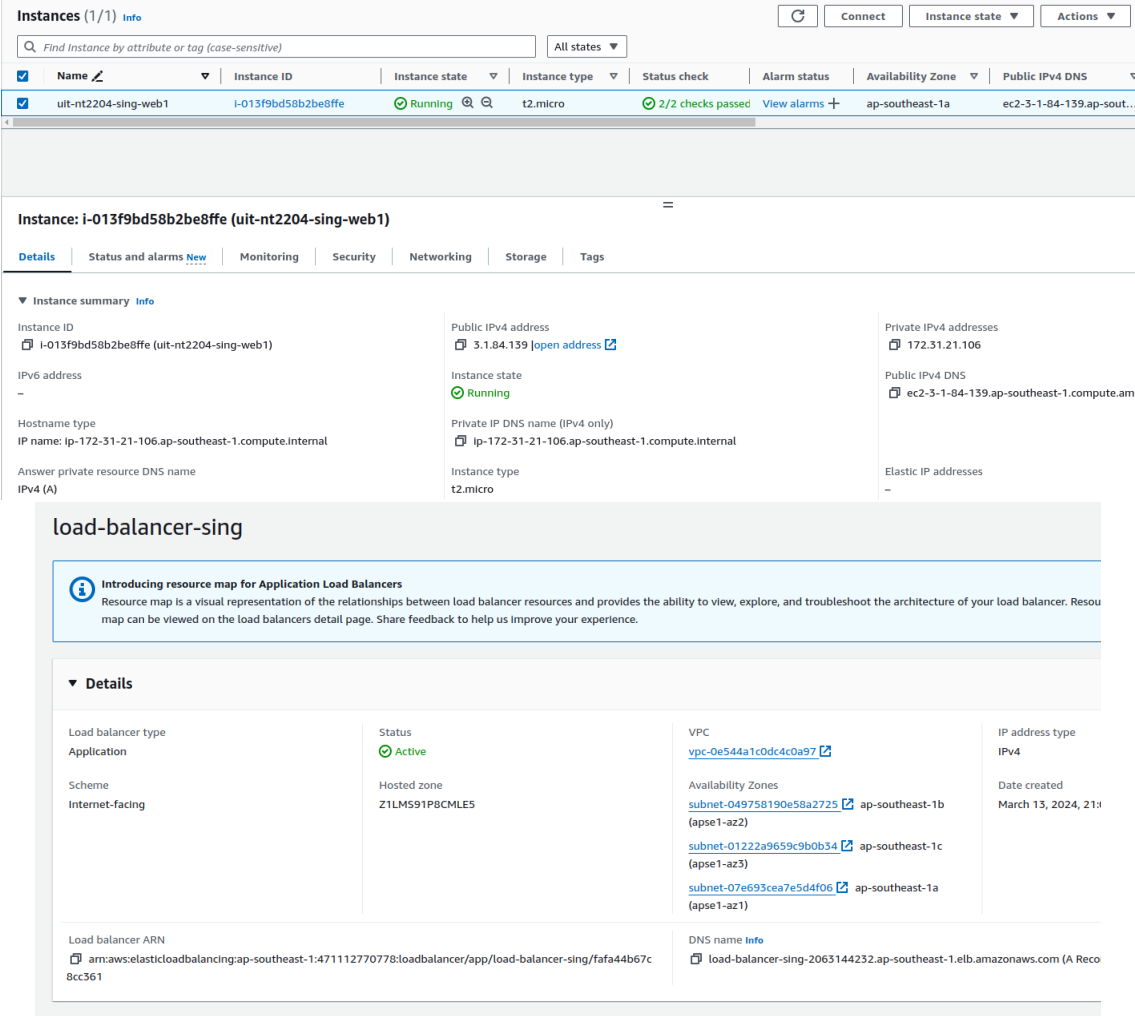 Instances (1/1) Info
Connect
Instance state
Actions
Find Instance by attribute or tag (case-sensitive)
All states
Name
Instance ID
Instance state
Instance type
Status check
Alarm status
Availability Zone
Public IPv4 DNS
uit-nt2204-sing-web1
i-013f9bd58b2be8ffe
Running
t2.micro
2/2 checks passed
View alarms
ap-southeast-1a
ec2-3-1-84-139.ap-sout...
Instance: i-013f9bd58b2be8ffe (uit-nt2204-sing-web1)
Details
Status and alarms New
Monitoring
Security
Networking
Storage
Tags
Instance summary Info
Instance ID
i-013f9bd58b2be8ffe (uit-nt2204-sing-web1)
Public IPv4 address
3.1.84.139 |open address
Private IPv4 addresses
172.31.21.106
IPv6 address
–
Instance state
Running
Public IPv4 DNS
ec2-3-1-84-139.ap-southeast-1.compute.am
Hostname type
IP name: ip-172-31-21-106.ap-southeast-1.compute.internal
Private IP DNS name (IPv4 only)
ip-172-31-21-106.ap-southeast-1.compute.internal
Answer private resource DNS name
IPv4 (A)
Instance type
t2.micro
Elastic IP addresses
–
load-balancer-sing
Introducing resource map for Application Load Balancers
Resource map is a visual representation of the relationships between load balancer resources and provides the ability to view, explore, and troubleshoot the architecture of your load balancer. Resou
map can be viewed on the load balancers detail page. Share feedback to help us improve your experience.
Details
Load balancer type
Application
Status
Active
VPC
vpc-0e544a1c0dc4c0a97
IP address type
IPv4
Scheme
Internet-facing
Hosted zone
Z1LMS91P8CMLE5
Availability Zones
subnet-049758190e58a2725 ap-southeast-1b
(apse1-az2)
subnet-01222a9659c9b0b34 ap-southeast-1c
(apse1-az3)
subnet-07e693cea7e5d4f06 ap-southeast-1a
(apse1-az1)
Date created
March 13, 2024, 21:
Load balancer ARN
arn:aws:elasticloadbalancing:ap-southeast-1:471112770778:loadbalancer/app/load-balancer-sing/fafa44b67c
8cc361
DNS name Info
load-balancer-sing-2063144232.ap-southeast-1.elb.amazonaws.com (A Reco